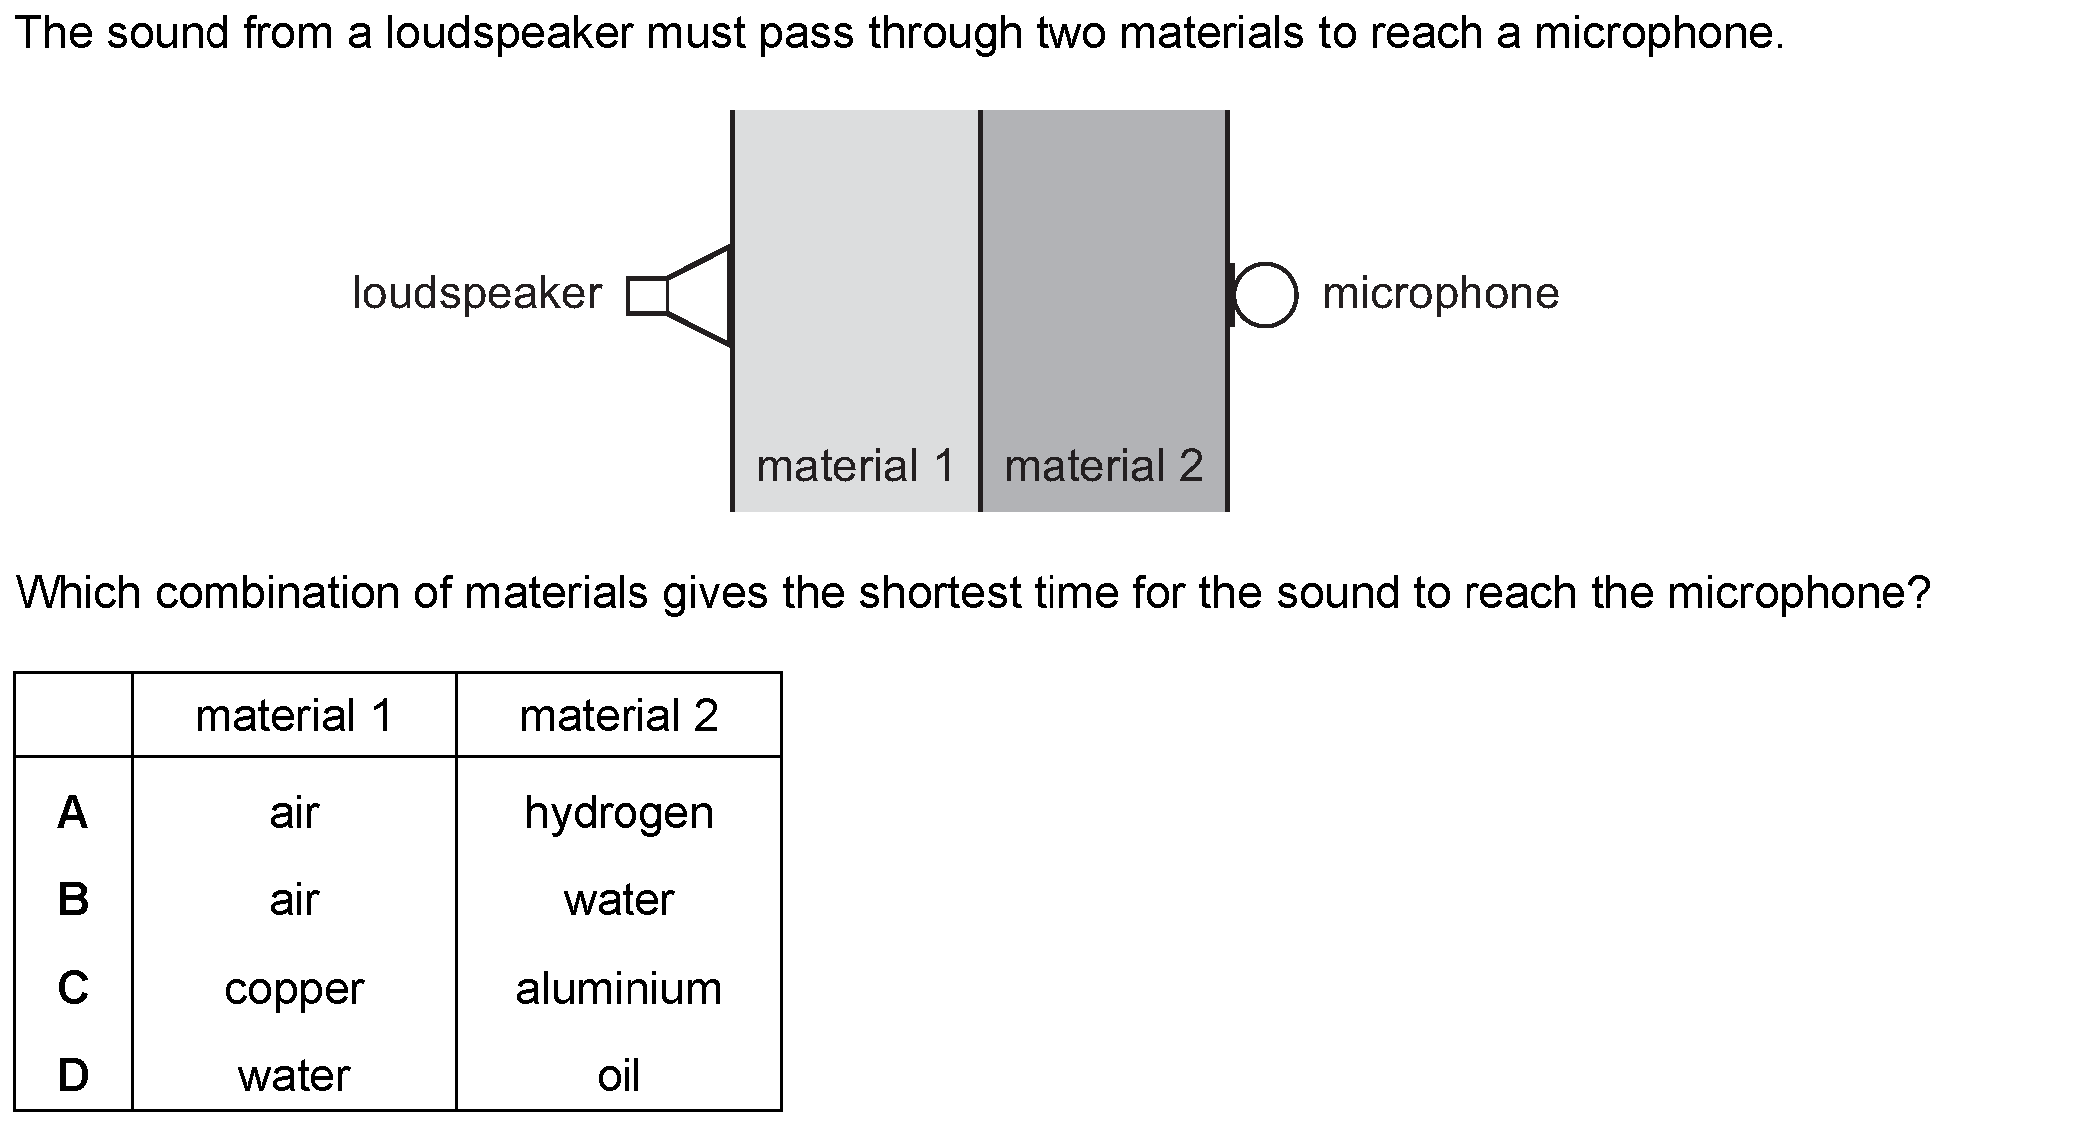 The sound from a loudspeaker must pass through two materials to reach a microphone.
loudspeaker
microphone
material 1
material 2
Which combination of materials gives the shortest time for the sound to reach the microphone?
material 1 material 2
A air hydrogen
B air water
C copper aluminium
D water oil